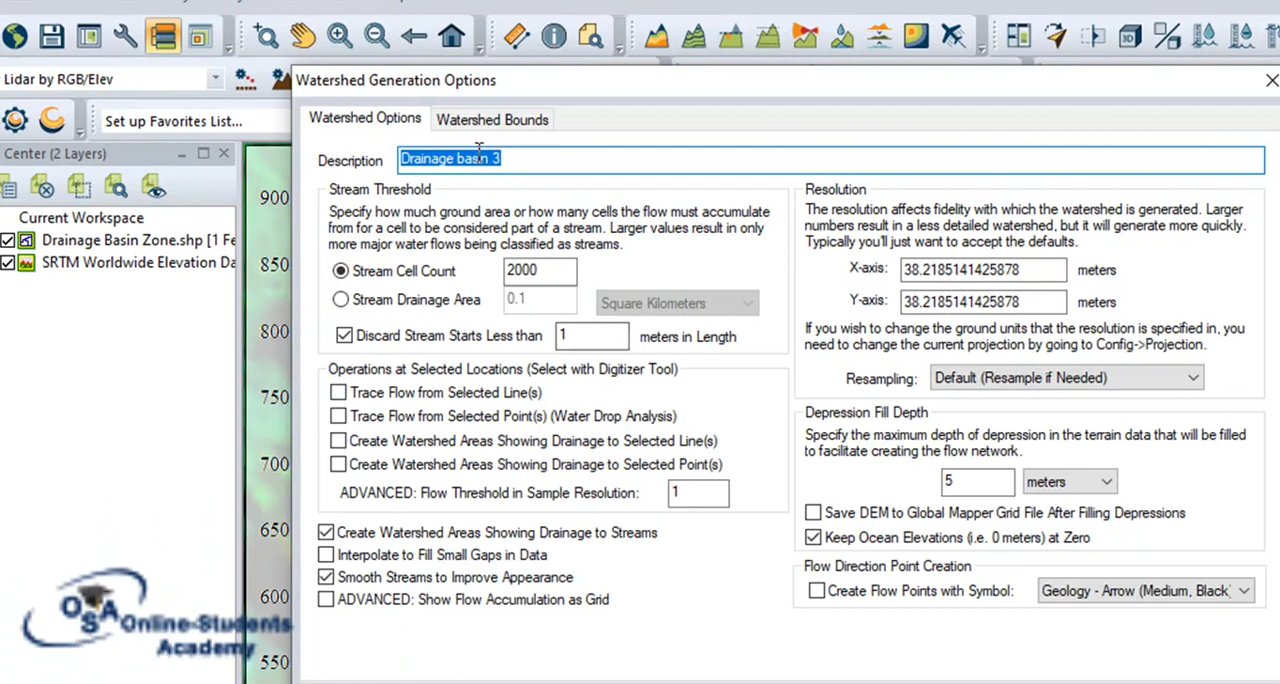 Lidar by RGB/Elev
Set up Favorites List...
Center (2 Layers)
Current Workspace
Drainage Basin Zone.shp [1 Fe
SRTM Worldwide Elevation Da
900
850
800
750
700
650
600
550
OSA Online-Students
Academy
Watershed Generation Options
Watershed Options
Watershed Bounds
Description
Drainage basin 3
Stream Threshold
Specify how much ground area or how many cells the flow must accumulate
from for a cell to be considered part of a stream. Larger values result in only
more major water flows being classified as streams.
Stream Cell Count 2000
Stream Drainage Area 0.1 Square Kilometers
Discard Stream Starts Less than 1 meters in Length
Operations at Selected Locations (Select with Digitizer Tool)
Trace Flow from Selected Line(s)
Trace Flow from Selected Point(s) (Water Drop Analysis)
Create Watershed Areas Showing Drainage to Selected Line(s)
Create Watershed Areas Showing Drainage to Selected Point(s)
ADVANCED: Flow Threshold in Sample Resolution: 1
Create Watershed Areas Showing Drainage to Streams
Interpolate to Fill Small Gaps in Data
Smooth Streams to Improve Appearance
ADVANCED: Show Flow Accumulation as Grid
Resolution
The resolution affects fidelity with which the watershed is generated. Larger
numbers result in a less detailed watershed, but it will generate more quickly.
Typically you'll just want to accept the defaults.
X-axis: 38.2185141425878 meters
Y-axis: 38.2185141425878 meters
If you wish to change the ground units that the resolution is specified in, you
need to change the current projection by going to Config->Projection.
Resampling: Default (Resample if Needed)
Depression Fill Depth
Specify the maximum depth of depression in the terrain data that will be filled
to facilitate creating the flow network.
5 meters
Save DEM to Global Mapper Grid File After Filling Depressions
Keep Ocean Elevations (i.e. 0 meters) at Zero
Flow Direction Point Creation
Create Flow Points with Symbol: Geology - Arrow (Medium, Black)